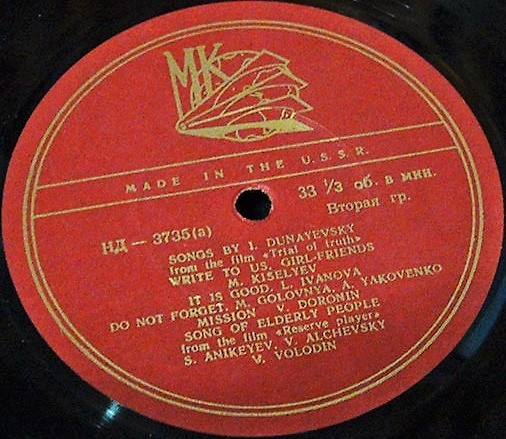 МК
MADE IN THE U.S.S.R.
33 1/3 об. в мин.
Вторая гр.
НД — 3735(а)
SONGS BY I. DUNAYEVSKY
from the film «Trial of truth»
WRITE TO US, GIRL-FRIENDS
M. KISELYEV
IT IS GOOD. L. IVANOVA
DO NOT FORGET. M. GOLOVNYA, A. YAKOVENKO
MISSION V. DORONIN
SONG OF ELDERLY PEOPLE
from the film «Reserve player»
S. ANIKEYEV, V. ALCHEVSKY
V. VOLODIN